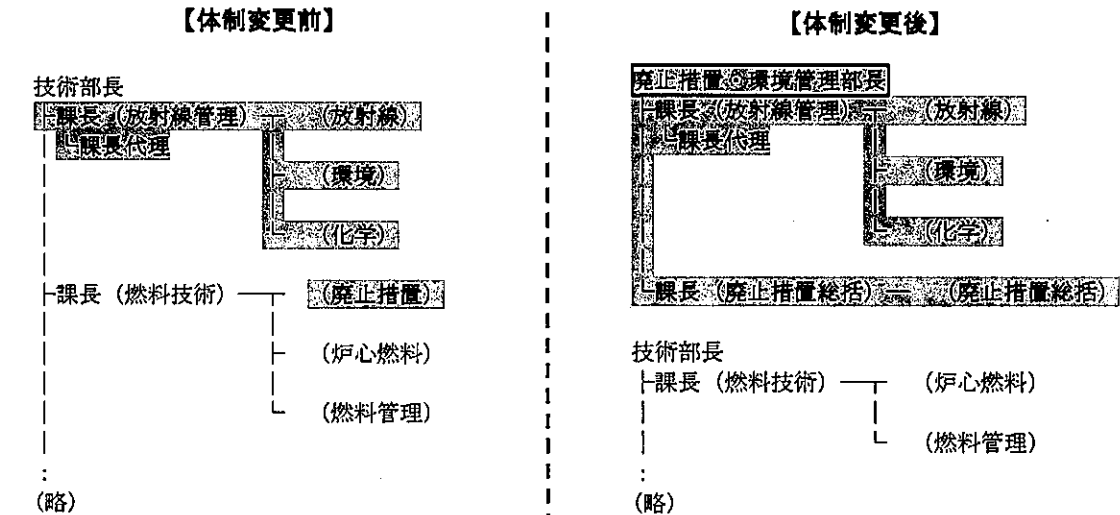 【体制変更前】
技術部長
課長（放射線管理） （放射線）
課長代理
（環境）
（化学）
課長（燃料技術） （廃止措置）
（炉心燃料）
（燃料管理）
:
（略）
【体制変更後】
廃止措置・環境管理部長
課長（放射線管理） （放射線）
課長代理
（環境）
（化学）
課長（廃止措置総括） （廃止措置総括）
技術部長
課長（燃料技術） （炉心燃料）
（燃料管理）
:
（略）